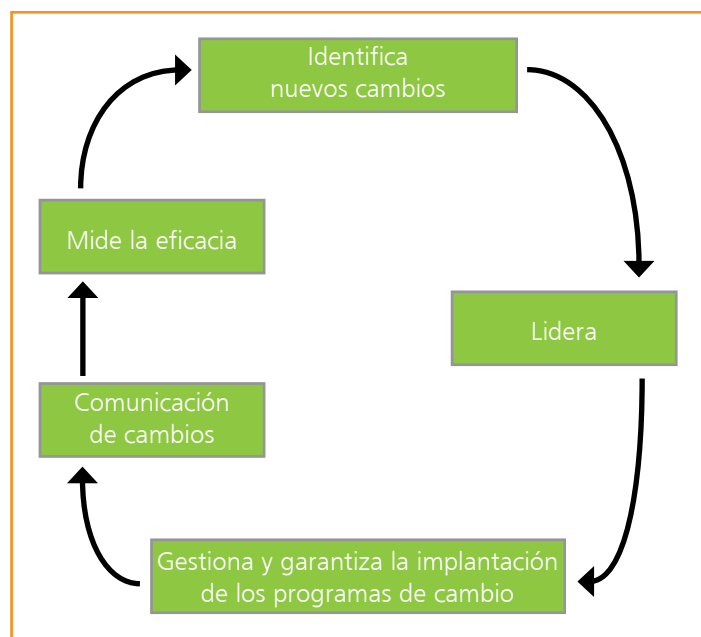 Identifica
nuevos cambios
Lidera
Gestiona y garantiza la implantación
de los programas de cambio
Comunicación
de cambios
Mide la eficacia